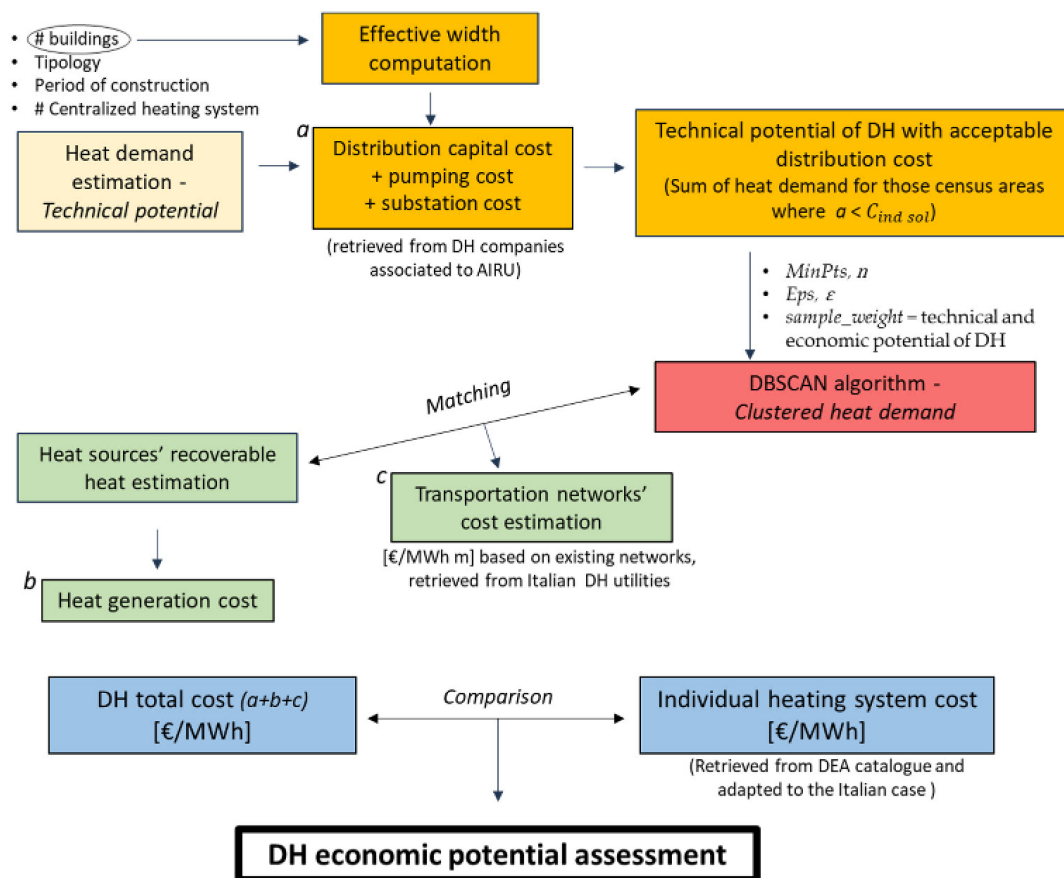 • # buildings
• Tipology
• Period of construction
• # Centralized heating system
Effective width
computation
Heat demand
estimation -
Technical potential
a
Distribution capital cost
+ pumping cost
+ substation cost
(retrieved from DH companies
associated to AIRU)
Technical potential of DH with acceptable
distribution cost
(Sum of heat demand for those census areas
where a < C_{ind sol})
• MinPts, n
• Eps, ε
• sample_weight = technical and
economic potential of DH
DBSCAN algorithm -
Clustered heat demand
Matching
Heat sources' recoverable
heat estimation
c
Transportation networks'
cost estimation
[€/MWh m] based on existing networks,
retrieved from Italian DH utilities
b
Heat generation cost
DH total cost (a+b+c)
[€/MWh]
Comparison
Individual heating system cost
[€/MWh]
(Retrieved from DEA catalogue and
adapted to the Italian case )
DH economic potential assessment